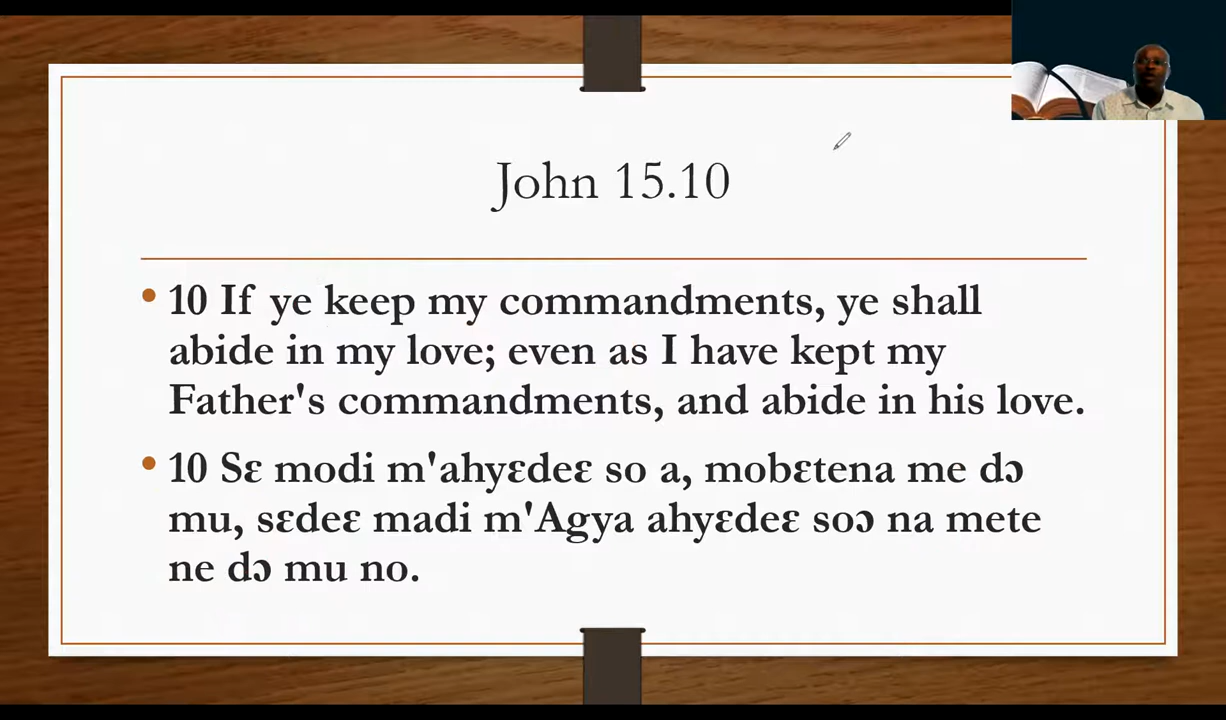 John 15.10
• 10 If ye keep my commandments, ye shall
abide in my love; even as I have kept my
Father's commandments, and abide in his love.
• 10 Sɛ modi m'ahyɛdeɛ so a, mobɛtena me dɔ
mu, sɛdeɛ madi m'Agya ahyɛdeɛ soɔ na mete
ne dɔ mu no.